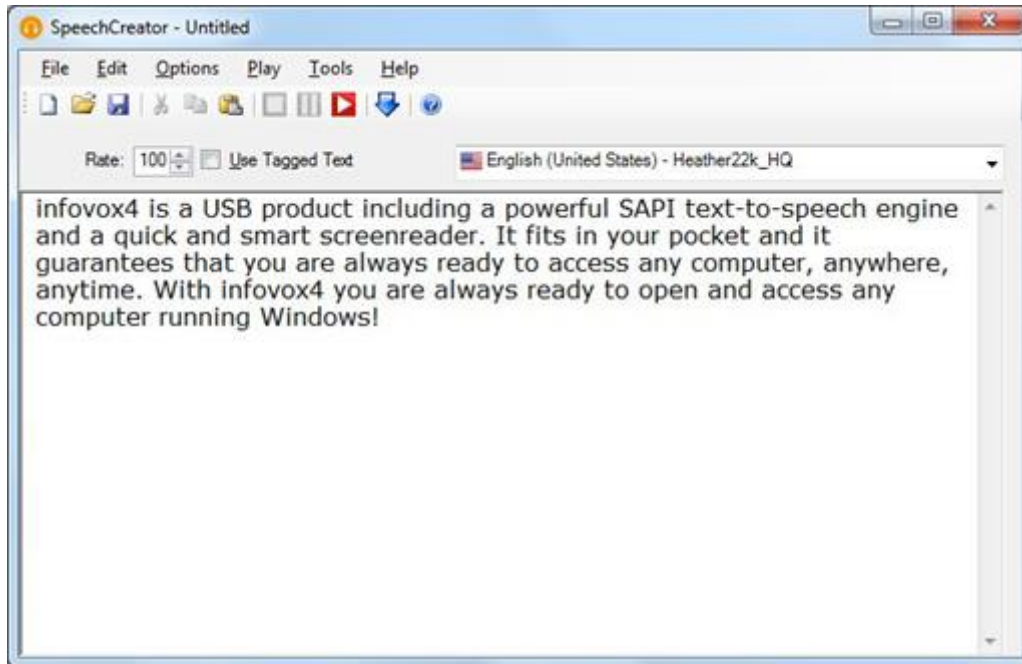 SpeechCreator - Untitled
File Edit Options Play Tools Help
Rate: 100 Use Tagged Text English (United States) - Heather22k_HQ
infovox4 is a USB product including a powerful SAPI text-to-speech engine
and a quick and smart screenreader. It fits in your pocket and it
guarantees that you are always ready to access any computer, anywhere,
anytime. With infovox4 you are always ready to open and access any
computer running Windows!